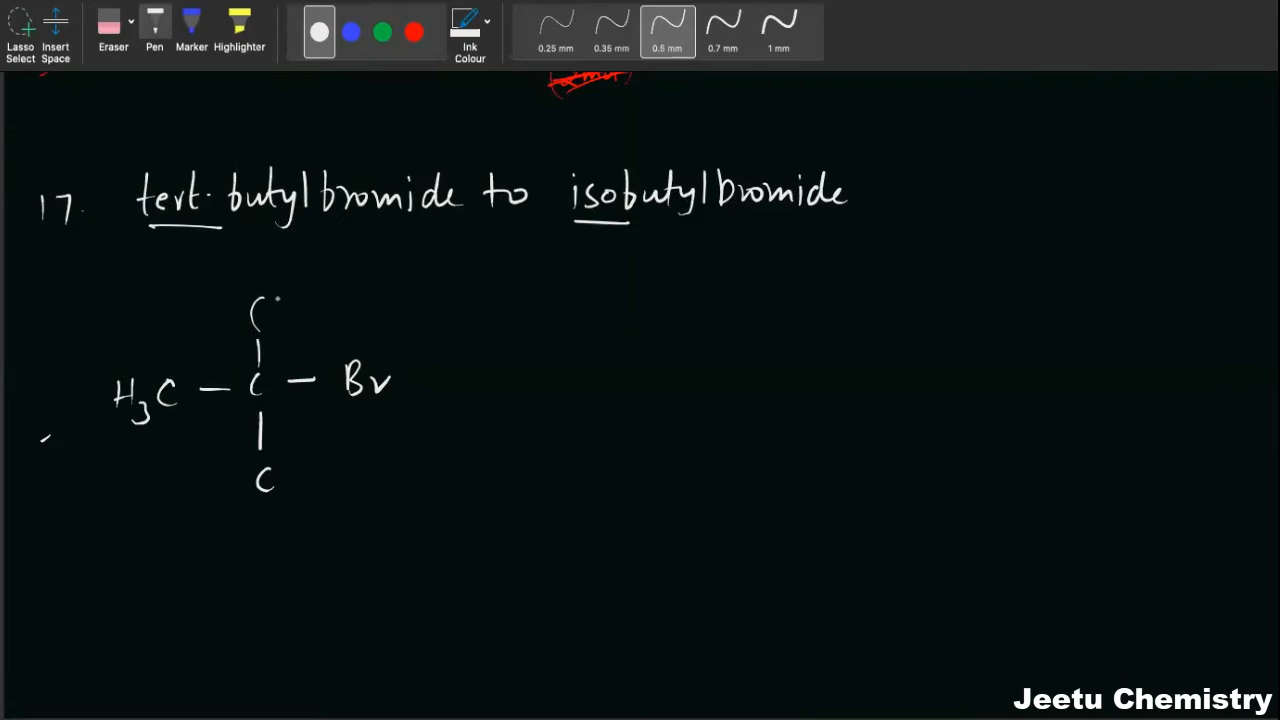 Lasso Select
Insert Space
Eraser
Pen
Marker
Highlighter
Ink Colour
0.25 mm
0.35 mm
0.5 mm
0.7 mm
1 mm
17. tert. butylbromide to isobutylbromide
C
H3C - C - Br
C
Jeetu Chemistry